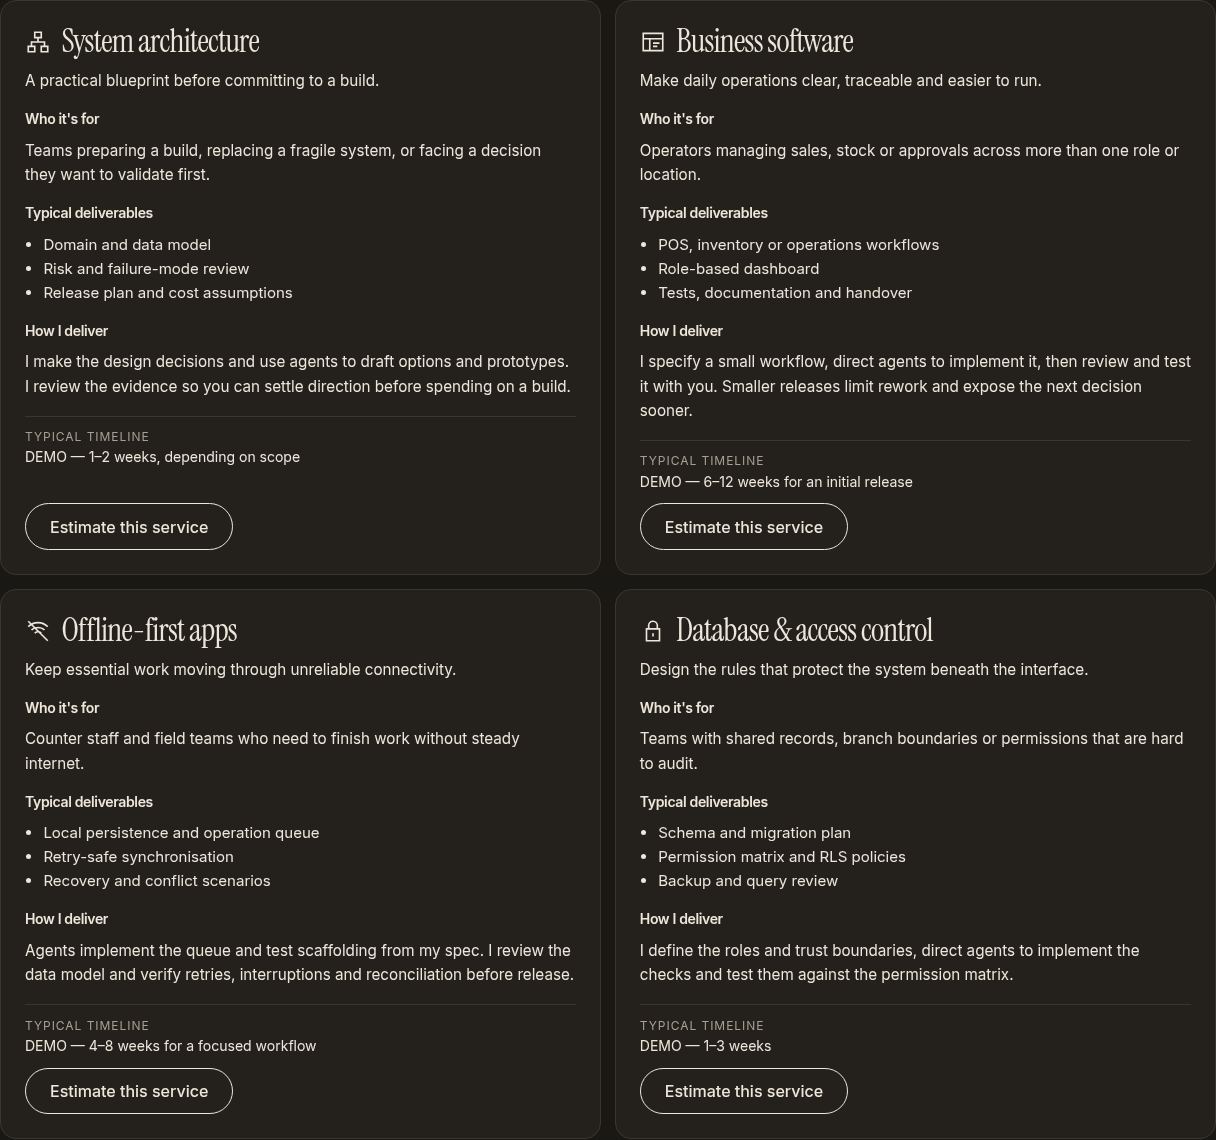 System architecture
A practical blueprint before committing to a build.
Who it's for
Teams preparing a build, replacing a fragile system, or facing a decision
they want to validate first.
Typical deliverables
• Domain and data model
• Risk and failure-mode review
• Release plan and cost assumptions
How I deliver
I make the design decisions and use agents to draft options and prototypes.
I review the evidence so you can settle direction before spending on a build.
TYPICAL TIMELINE
DEMO — 1–2 weeks, depending on scope
Estimate this service
Business software
Make daily operations clear, traceable and easier to run.
Who it's for
Operators managing sales, stock or approvals across more than one role or
location.
Typical deliverables
• POS, inventory or operations workflows
• Role-based dashboard
• Tests, documentation and handover
How I deliver
I specify a small workflow, direct agents to implement it, then review and test
it with you. Smaller releases limit rework and expose the next decision
sooner.
TYPICAL TIMELINE
DEMO — 6–12 weeks for an initial release
Estimate this service
Offline-first apps
Keep essential work moving through unreliable connectivity.
Who it's for
Counter staff and field teams who need to finish work without steady
internet.
Typical deliverables
• Local persistence and operation queue
• Retry-safe synchronisation
• Recovery and conflict scenarios
How I deliver
Agents implement the queue and test scaffolding from my spec. I review the
data model and verify retries, interruptions and reconciliation before release.
TYPICAL TIMELINE
DEMO — 4–8 weeks for a focused workflow
Estimate this service
Database & access control
Design the rules that protect the system beneath the interface.
Who it's for
Teams with shared records, branch boundaries or permissions that are hard
to audit.
Typical deliverables
• Schema and migration plan
• Permission matrix and RLS policies
• Backup and query review
How I deliver
I define the roles and trust boundaries, direct agents to implement the
checks and test them against the permission matrix.
TYPICAL TIMELINE
DEMO — 1–3 weeks
Estimate this service